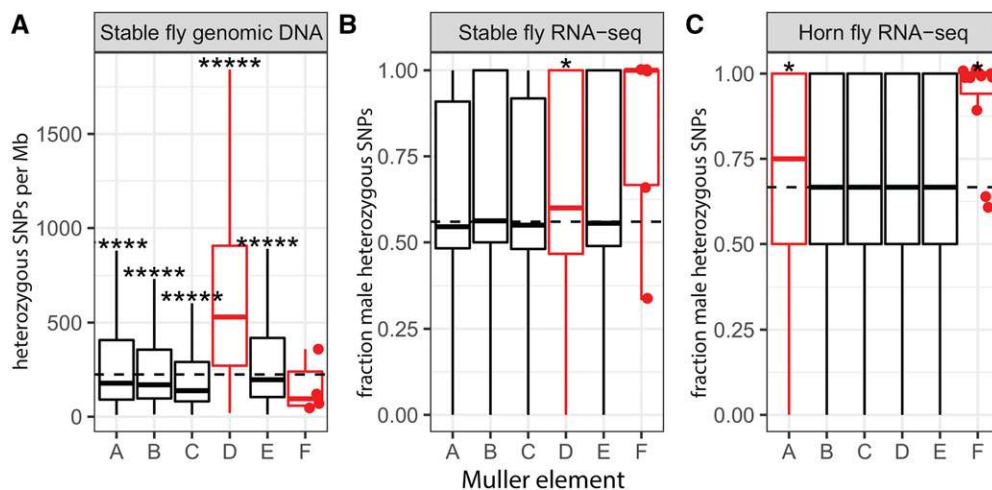 A
Stable fly genomic DNA
heterozygous SNPs per Mb
1500
1000
500
0
****
*****
*****
*****
*****
A B C D E F
B
Stable fly RNA−seq
fraction male heterozygous SNPs
1.00
0.75
0.50
0.25
0.00
*
A B C D E F
Muller element
C
Horn fly RNA−seq
fraction male heterozygous SNPs
1.00
0.75
0.50
0.25
0.00
*
*
A B C D E F